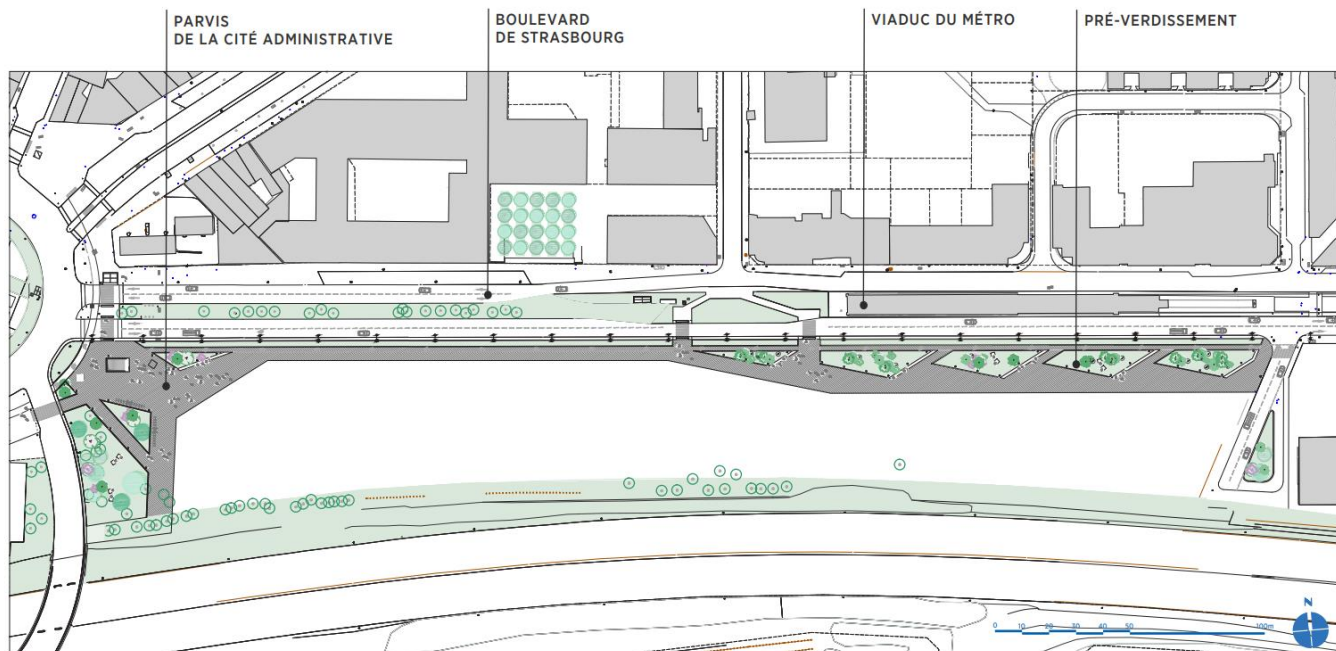 PARVIS
DE LA CITÉ ADMINISTRATIVE
BOULEVARD
DE STRASBOURG
VIADUC DU MÉTRO
PRÉ-VERDISSEMENT
N
0 10 20 30 40 50 100m